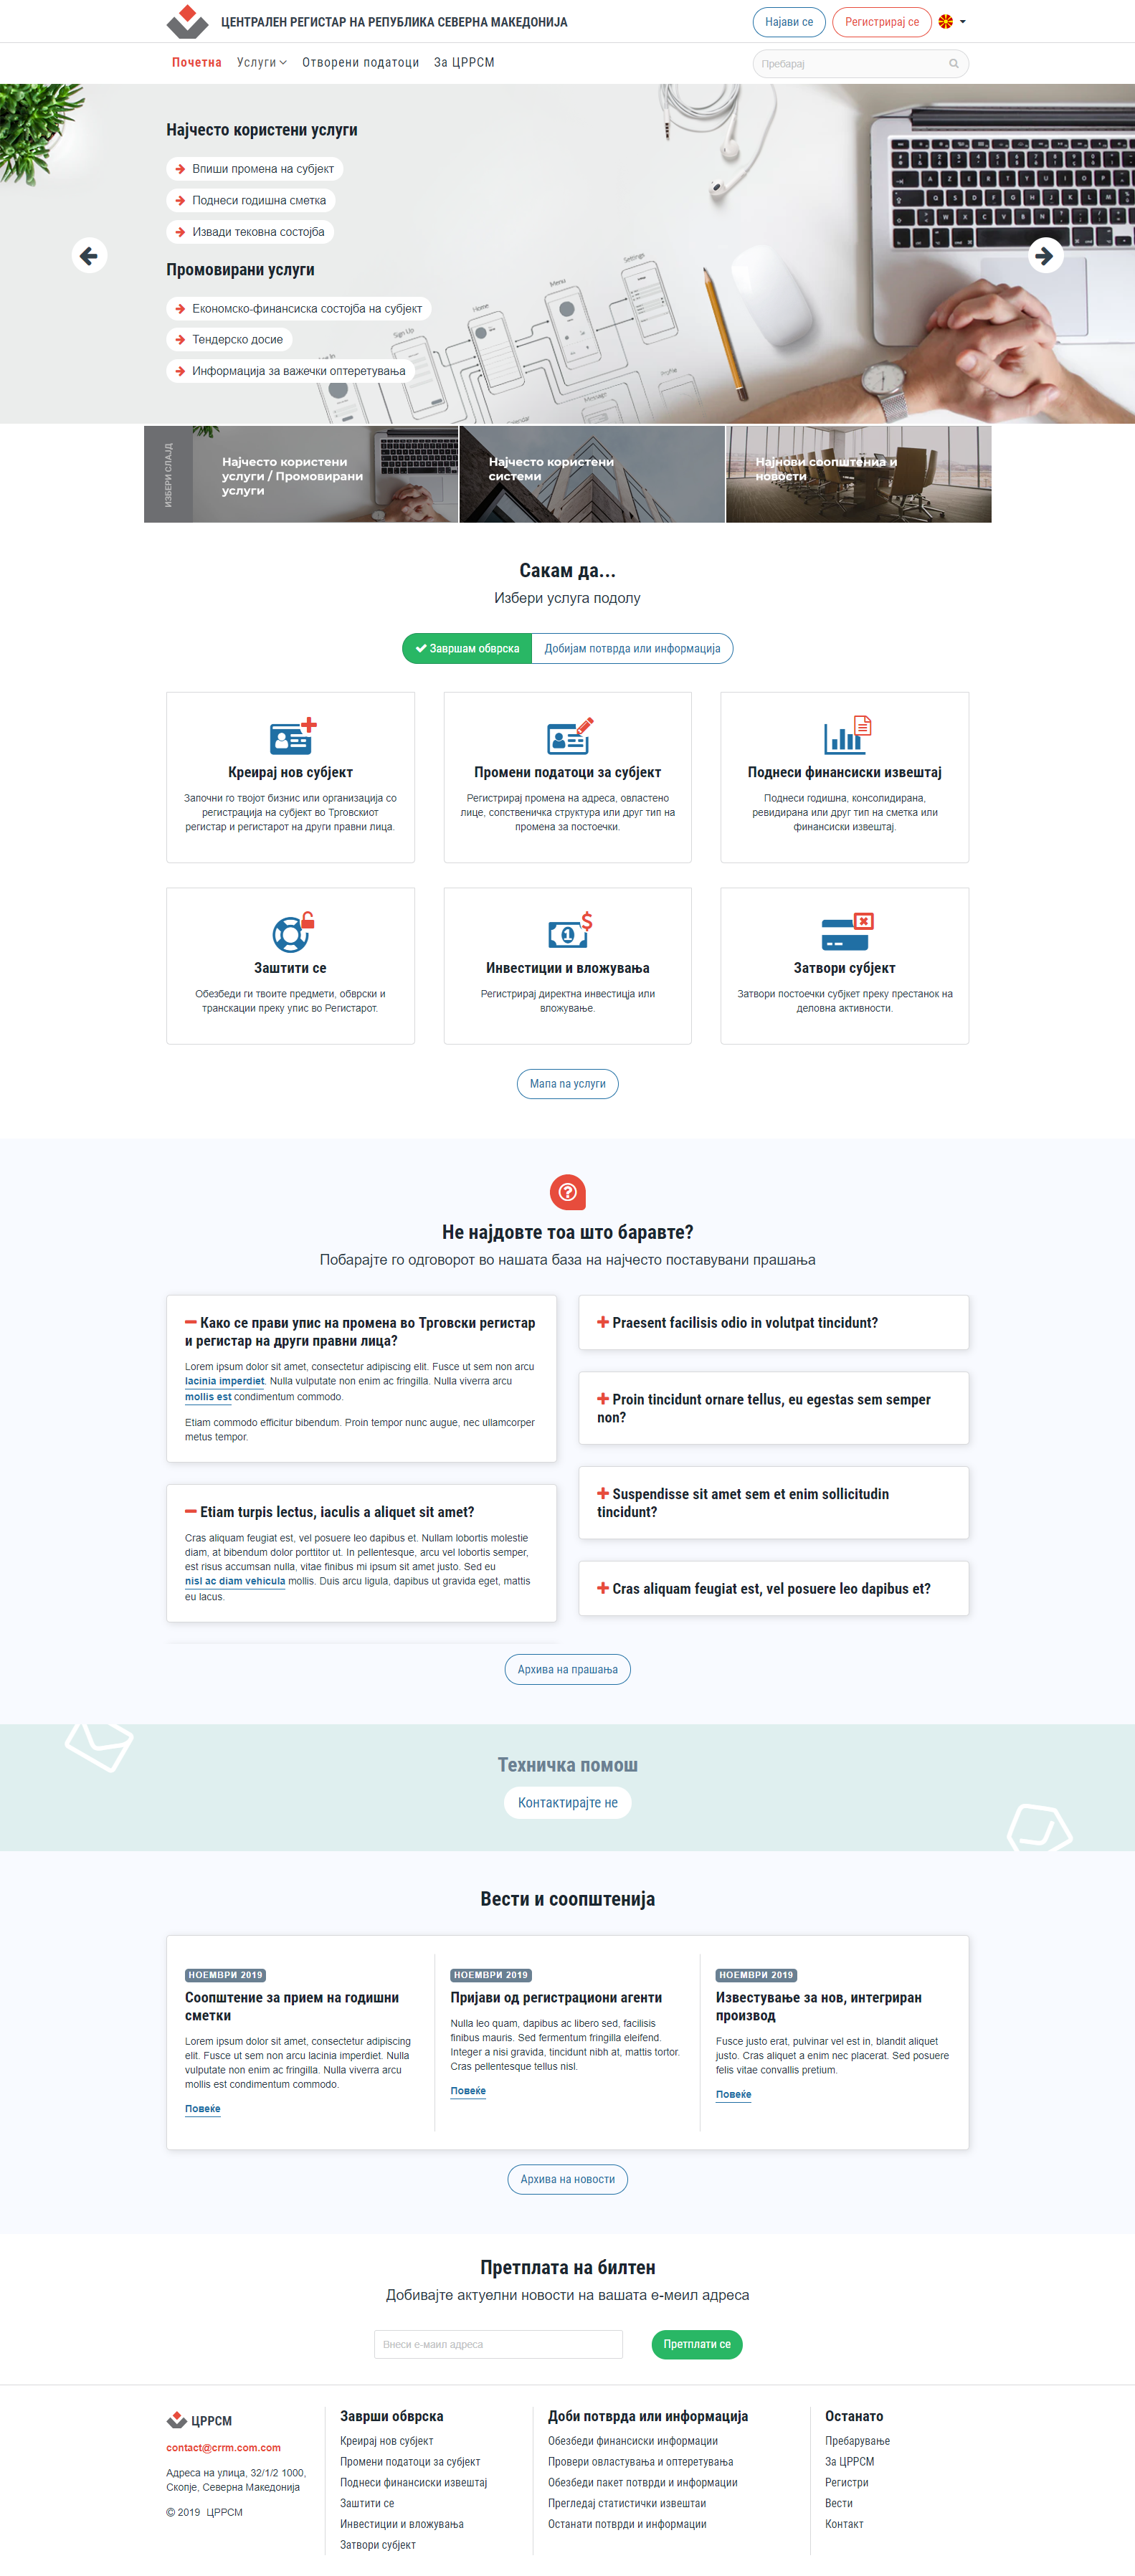 ЦЕНТРАЛЕН РЕГИСТАР НА РЕПУБЛИКА СЕВЕРНА МАКЕДОНИЈА
Најави се
Регистрирај се
Почетна
Услуги
Отворени податоци
За ЦРРСМ
Пребарај
Најчесто користени услуги
Впиши промена на субјект
Поднеси годишна сметка
Извади тековна состојба
Промовирани услуги
Економско-финансиска состојба на субјект
Тендерско досие
Информација за важечки оптеретувања
Sign Up
Home
Menu
Settings
Message
PayPal
Calendar
ИЗБЕРИ СЛАЈД
Најчесто користени
услуги / Промовирани
услуги
Најчесто користени
системи
Најнови соопштенија и
новости
Сакам да...
Избери услуга подолу
Завршам обврска
Добијам потврда или информација
Креирај нов субјект
Започни го твојот бизнис или организација со
регистрација на субјект во Трговскиот
регистар и регистарот на други правни лица.
Промени податоци за субјект
Регистрирај промена на адреса, овластено
лице, сопственичка структура или друг тип на
промена за постоечки.
Поднеси финансиски извештај
Поднеси годишна, консолидирана,
ревидирана или друг тип на сметка или
финансиски извештај.
Заштити се
Обезбеди ги твоите предмети, обврски и
транскации преку упис во Регистарот.
Инвестиции и вложувања
Регистрирај директна инвестиција или
вложување.
Затвори субјект
Затвори постоечки субјкет преку престанок на
деловна активности.
Мапа na услуги
Не најдовте тоа што баравте?
Побарајте го одговорот во нашата база на најчесто поставувани прашања
Како се прави упис на промена во Трговски регистар
и регистар на други правни лица?
Lorem ipsum dolor sit amet, consectetur adipiscing elit. Fusce ut sem non arcu
lacinia imperdiet. Nulla vulputate non enim ac fringilla. Nulla viverra arcu
mollis est condimentum commodo.
Etiam commodo efficitur bibendum. Proin tempor nunc augue, nec ullamcorper
metus tempor.
Etiam turpis lectus, iaculis a aliquet sit amet?
Cras aliquam feugiat est, vel posuere leo dapibus et. Nullam lobortis molestie
diam, at bibendum dolor porttitor ut. In pellentesque, arcu vel lobortis semper,
est risus accumsan nulla, vitae finibus mi ipsum sit amet justo. Sed eu
nisl ac diam vehicula mollis. Duis arcu ligula, dapibus ut gravida eget, mattis
eu lacus.
Praesent facilisis odio in volutpat tincidunt?
Proin tincidunt ornare tellus, eu egestas sem semper
non?
Suspendisse sit amet sem et enim sollicitudin
tincidunt?
Cras aliquam feugiat est, vel posuere leo dapibus et?
Архива на прашања
Техничка помош
Контактирајте не
Вести и соопштенија
НОЕМВРИ 2019
Соопштение за прием на годишни
сметки
Lorem ipsum dolor sit amet, consectetur adipiscing
elit. Fusce ut sem non arcu lacinia imperdiet. Nulla
vulputate non enim ac fringilla. Nulla viverra arcu
mollis est condimentum commodo.
Повеќе
НОЕМВРИ 2019
Пријави од регистрациони агенти
Nulla leo quam, dapibus ac libero sed, facilisis
finibus mauris. Sed fermentum fringilla eleifend.
Integer a nisi gravida, tincidunt nibh at, mattis tortor.
Cras pellentesque tellus nisl.
Повеќе
НОЕМВРИ 2019
Известување за нов, интегриран
производ
Fusce justo erat, pulvinar vel est in, blandit aliquet
justo. Cras aliquet a enim nec placerat. Sed posuere
felis vitae convallis pretium.
Повеќе
Архива на новости
Претплата на билтен
Добивајте актуелни новости на вашата е-меил адреса
Внеси е-маил адреса
Претплати се
ЦРРСМ
contact@crrm.com.com
Адреса на улица, 32/1/2 1000,
Скопје, Северна Македонија
© 2019 ЦРРСМ
Заврши обврска
Креирај нов субјект
Промени податоци за субјект
Поднеси финансиски извештај
Заштити се
Инвестиции и вложувања
Затвори субјект
Доби потврда или информација
Обезбеди финансиски информации
Провери овластувања и оптеретувања
Обезбеди пакет потврди и информации
Прегледај статистички извештаи
Останати потврди и информации
Останато
Пребарување
За ЦРРСМ
Регистри
Вести
Контакт